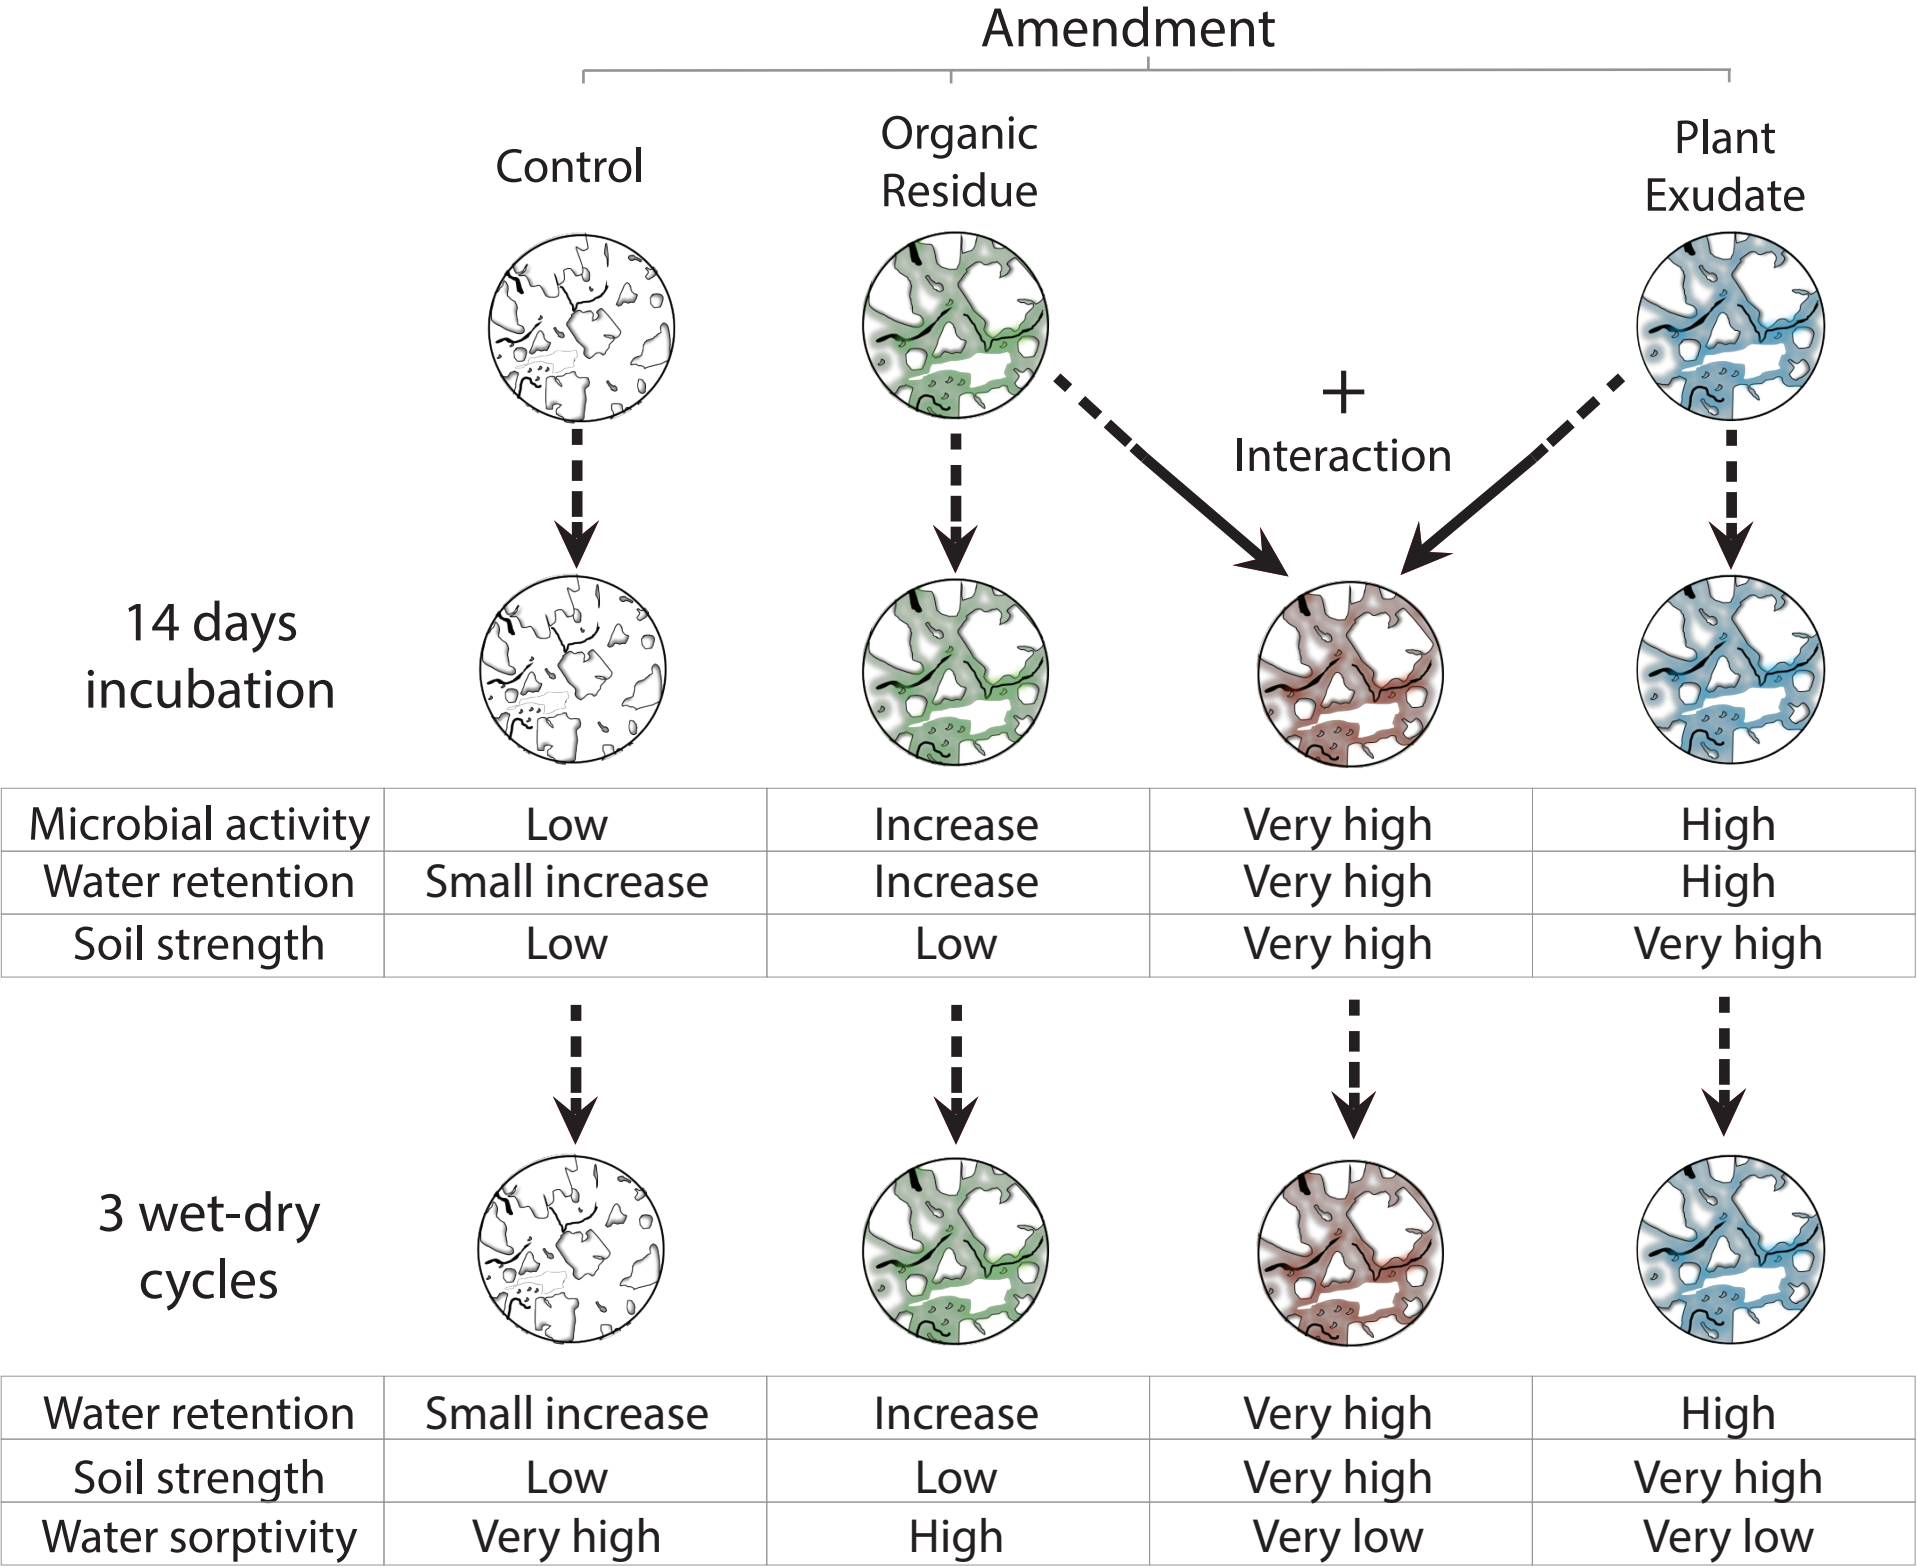 Amendment
Control
Organic
Residue
Plant
Exudate
+
Interaction
14 days
incubation
Microbial activity Low Increase Very high High
Water retention Small increase Increase Very high High
Soil strength Low Low Very high Very high
3 wet-dry
cycles
Water retention Small increase Increase Very high High
Soil strength Low Low Very high Very high
Water sorptivity Very high High Very low Very low